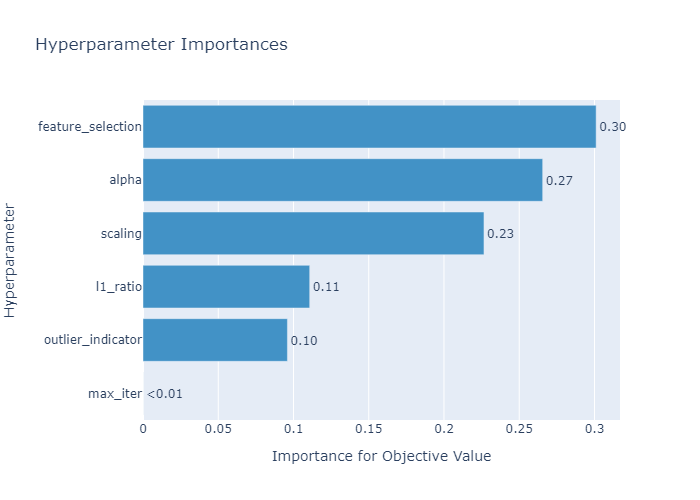 Hyperparameter Importances
Hyperparameter
feature_selection 0.30
alpha 0.27
scaling 0.23
l1_ratio 0.11
outlier_indicator 0.10
max_iter <0.01
0 0.05 0.1 0.15 0.2 0.25 0.3
Importance for Objective Value